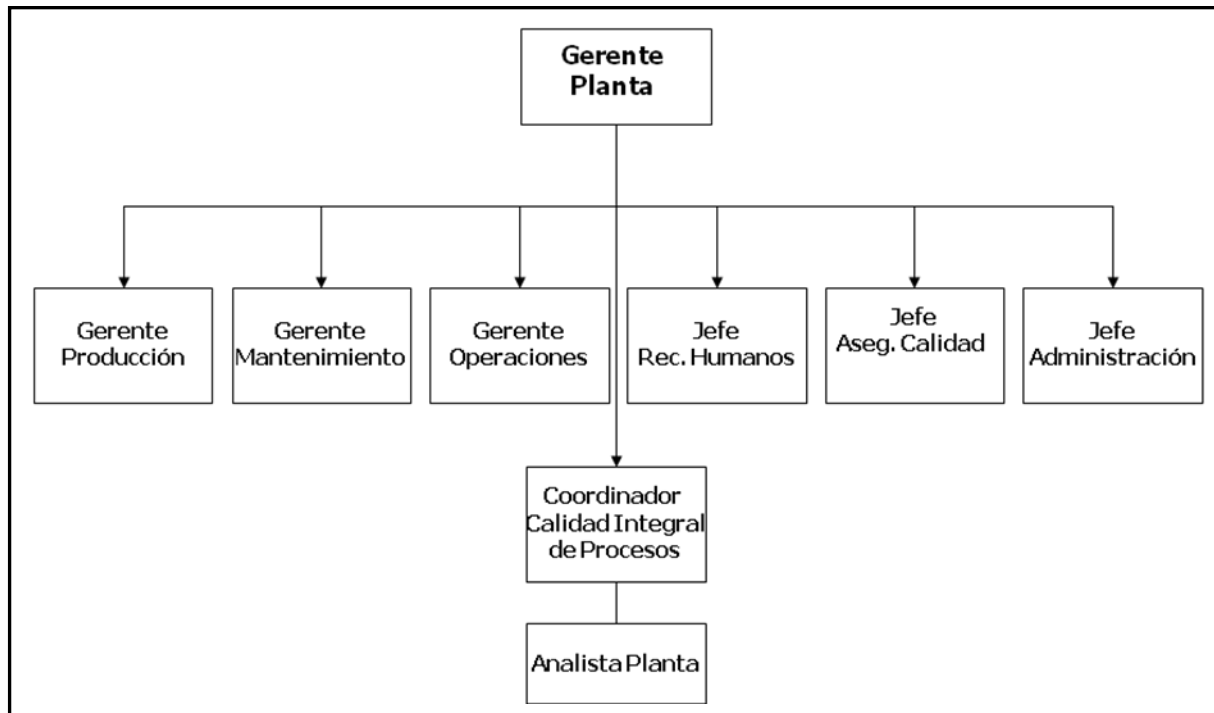 Gerente
Planta
Gerente
Producción
Gerente
Mantenimiento
Gerente
Operaciones
Jefe
Rec. Humanos
Jefe
Aseg. Calidad
Jefe
Administración
Coordinador
Calidad Integral
de Procesos
Analista Planta